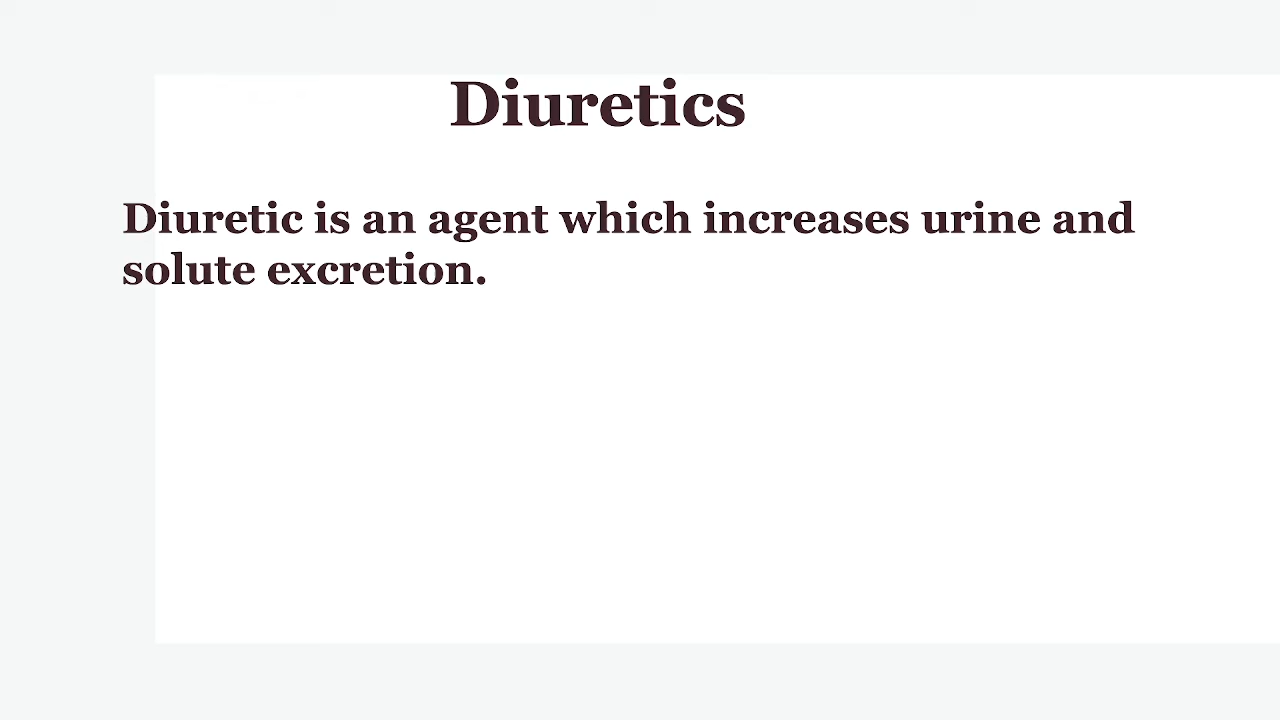 Diuretics
Diuretic is an agent which increases urine and
solute excretion.